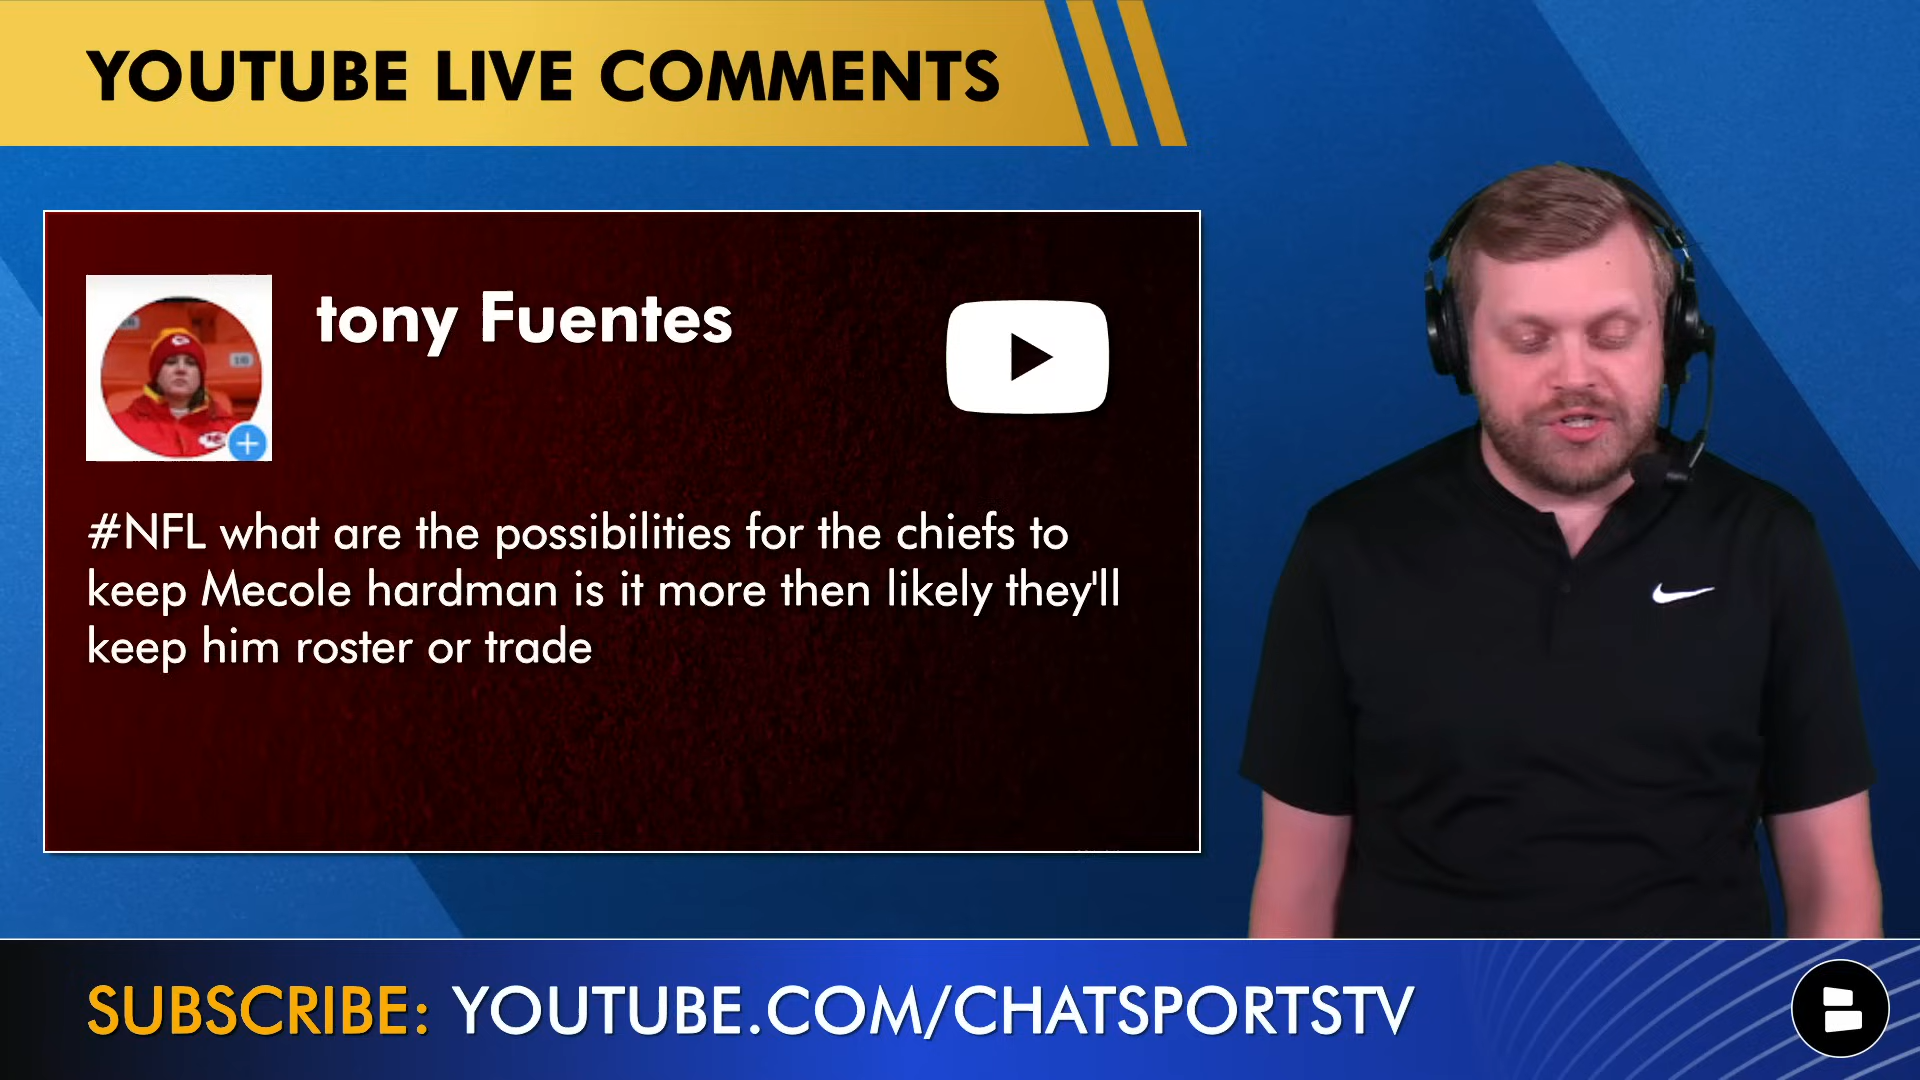 YOUTUBE LIVE COMMENTS
tony Fuentes
#NFL what are the possibilities for the chiefs to
keep Mecole hardman is it more then likely they'll
keep him roster or trade
SUBSCRIBE: YOUTUBE.COM/CHATSPORTSTV